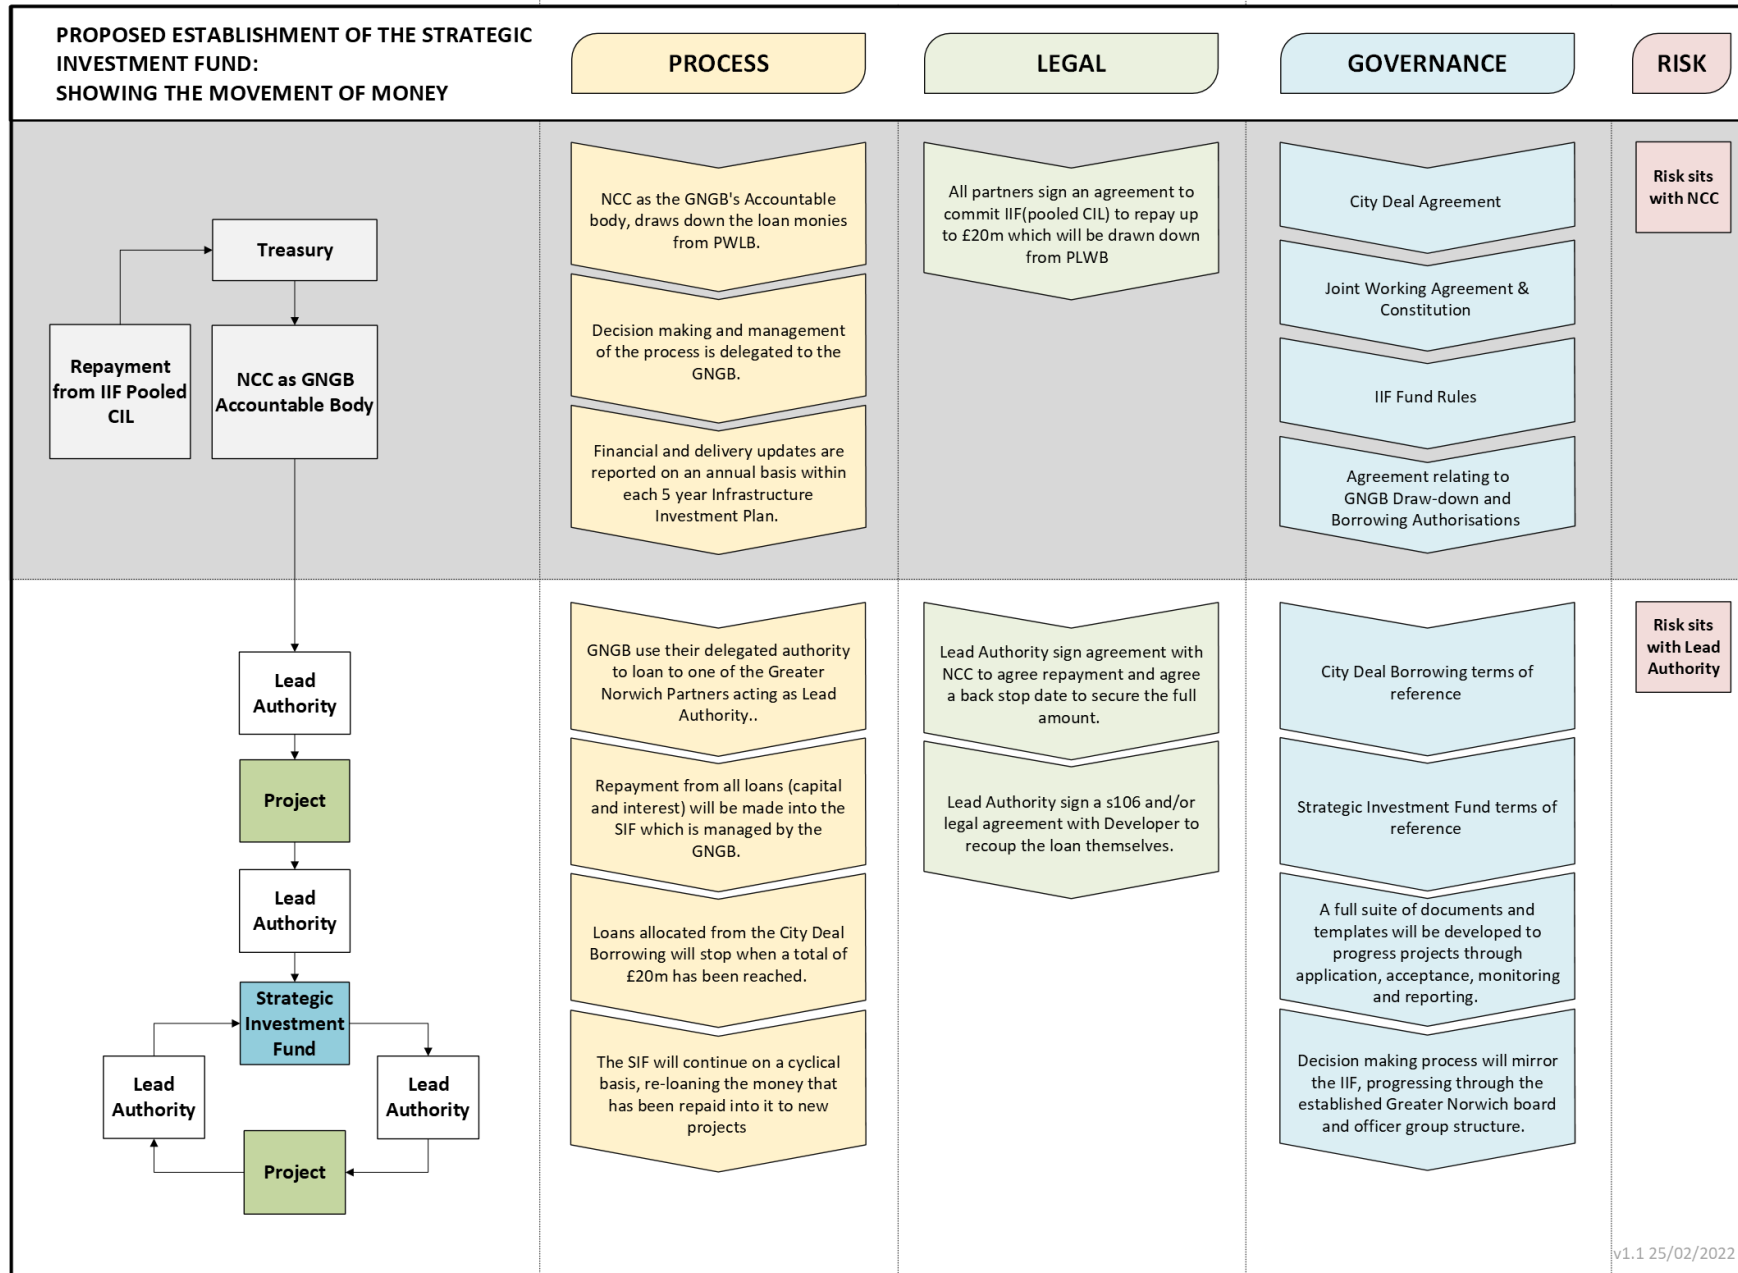 PROPOSED ESTABLISHMENT OF THE STRATEGIC
INVESTMENT FUND:
SHOWING THE MOVEMENT OF MONEY
PROCESS
LEGAL
GOVERNANCE
RISK
Treasury
Repayment
from IIF Pooled
CIL
NCC as GNGB
Accountable Body
NCC as the GNGB's Accountable
body, draws down the loan monies
from PWLB.
Decision making and management
of the process is delegated to the
GNGB.
Financial and delivery updates are
reported on an annual basis within
each 5 year Infrastructure
Investment Plan.
All partners sign an agreement to
commit IIF(pooled CIL) to repay up
to £20m which will be drawn down
from PLWB
City Deal Agreement
Joint Working Agreement &
Constitution
IIF Fund Rules
Agreement relating to
GNGB Draw-down and
Borrowing Authorisations
Risk sits
with NCC
Lead
Authority
Project
Lead
Authority
Strategic
Investment
Fund
Lead
Authority
Lead
Authority
Project
GNGB use their delegated authority
to loan to one of the Greater
Norwich Partners acting as Lead
Authority..
Repayment from all loans (capital
and interest) will be made into the
SIF which is managed by the
GNGB.
Loans allocated from the City Deal
Borrowing will stop when a total of
£20m has been reached.
The SIF will continue on a cyclical
basis, re-loaning the money that
has been repaid into it to new
projects
Lead Authority sign agreement with
NCC to agree repayment and agree
a back stop date to secure the full
amount.
Lead Authority sign a s106 and/or
legal agreement with Developer to
recoup the loan themselves.
City Deal Borrowing terms of
reference
Strategic Investment Fund terms of
reference
A full suite of documents and
templates will be developed to
progress projects through
application, acceptance, monitoring
and reporting.
Decision making process will mirror
the IIF, progressing through the
established Greater Norwich board
and officer group structure.
Risk sits
with Lead
Authority
v1.1 25/02/2022